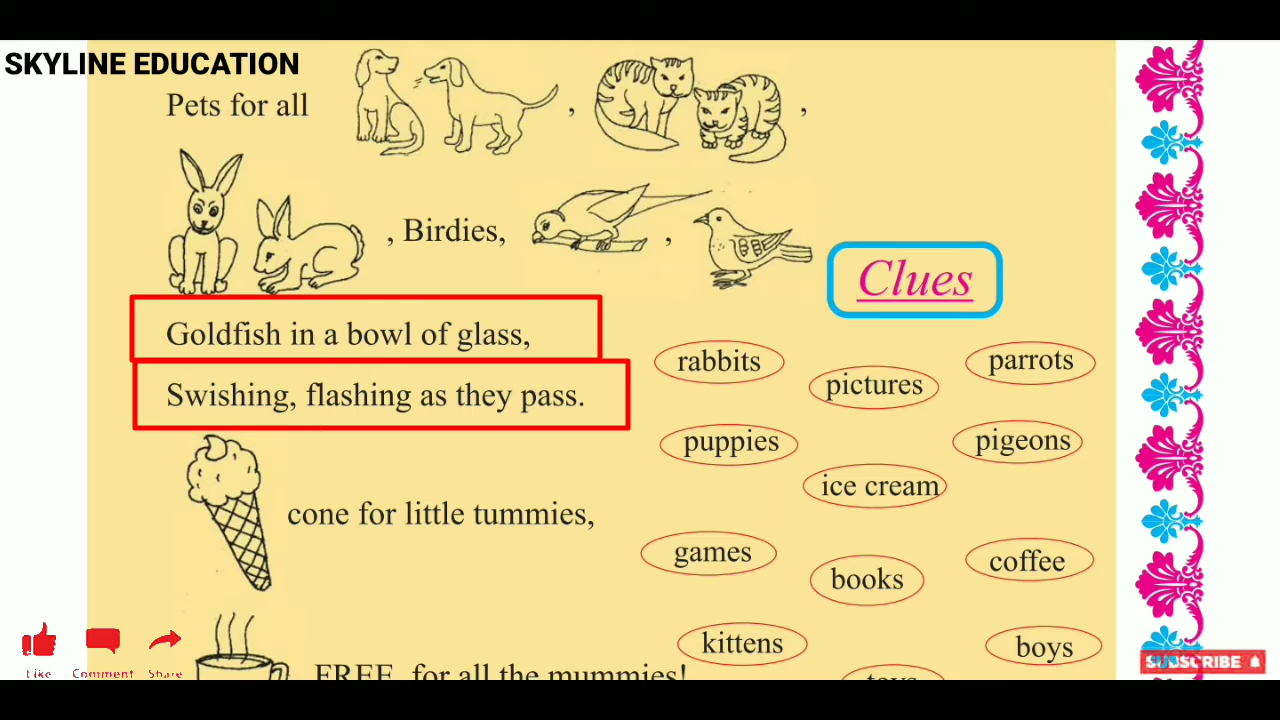 SKYLINE EDUCATION
Pets for all , ,
, Birdies, ,
Clues
Goldfish in a bowl of glass,
Swishing, flashing as they pass.
rabbits
pictures
parrots
puppies
pigeons
ice cream
cone for little tummies,
games
books
coffee
kittens
boys
FREE for all the mummies!
toys
Like Comment Share
SUBSCRIBE